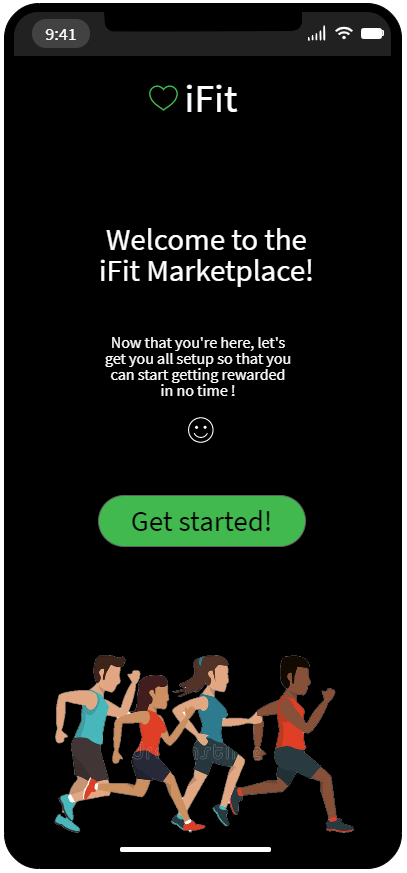 9:41
iFit
Welcome to the
iFit Marketplace!
Now that you're here, let's
get you all setup so that you
can start getting rewarded
in no time !
Get started!